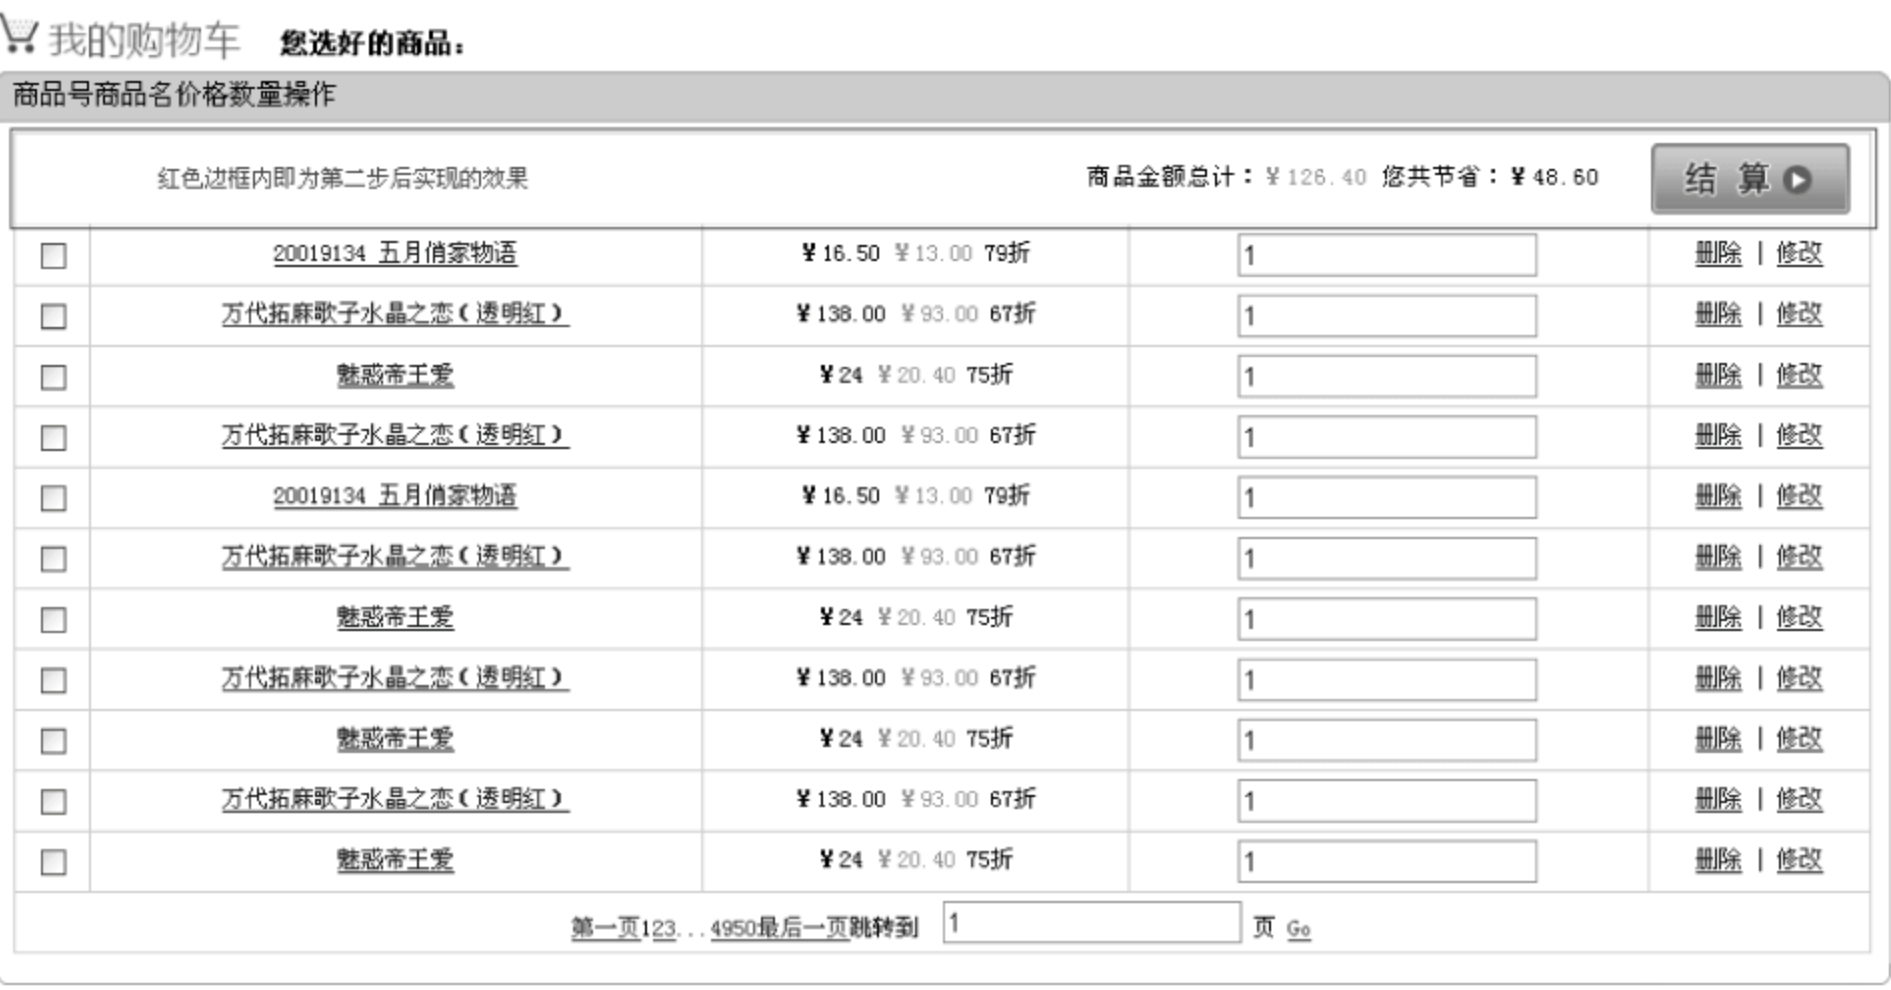 我的购物车 您选好的商品：
商品号商品名价格数量操作
红色边框内即为第二步后实现的效果 商品金额总计：¥126.40 您共节省：¥48.60 结 算
20019134 五月俏家物语 ¥16.50 ¥13.00 79折 1 删除 | 修改
万代拓麻歌子水晶之恋(透明红) ¥138.00 ¥93.00 67折 1 删除 | 修改
魅惑帝王爱 ¥24 ¥20.40 75折 1 删除 | 修改
万代拓麻歌子水晶之恋(透明红) ¥138.00 ¥93.00 67折 1 删除 | 修改
20019134 五月俏家物语 ¥16.50 ¥13.00 79折 1 删除 | 修改
万代拓麻歌子水晶之恋(透明红) ¥138.00 ¥93.00 67折 1 删除 | 修改
魅惑帝王爱 ¥24 ¥20.40 75折 1 删除 | 修改
万代拓麻歌子水晶之恋(透明红) ¥138.00 ¥93.00 67折 1 删除 | 修改
魅惑帝王爱 ¥24 ¥20.40 75折 1 删除 | 修改
万代拓麻歌子水晶之恋(透明红) ¥138.00 ¥93.00 67折 1 删除 | 修改
魅惑帝王爱 ¥24 ¥20.40 75折 1 删除 | 修改
第一页123...4950最后一页跳转到 1 页 Go